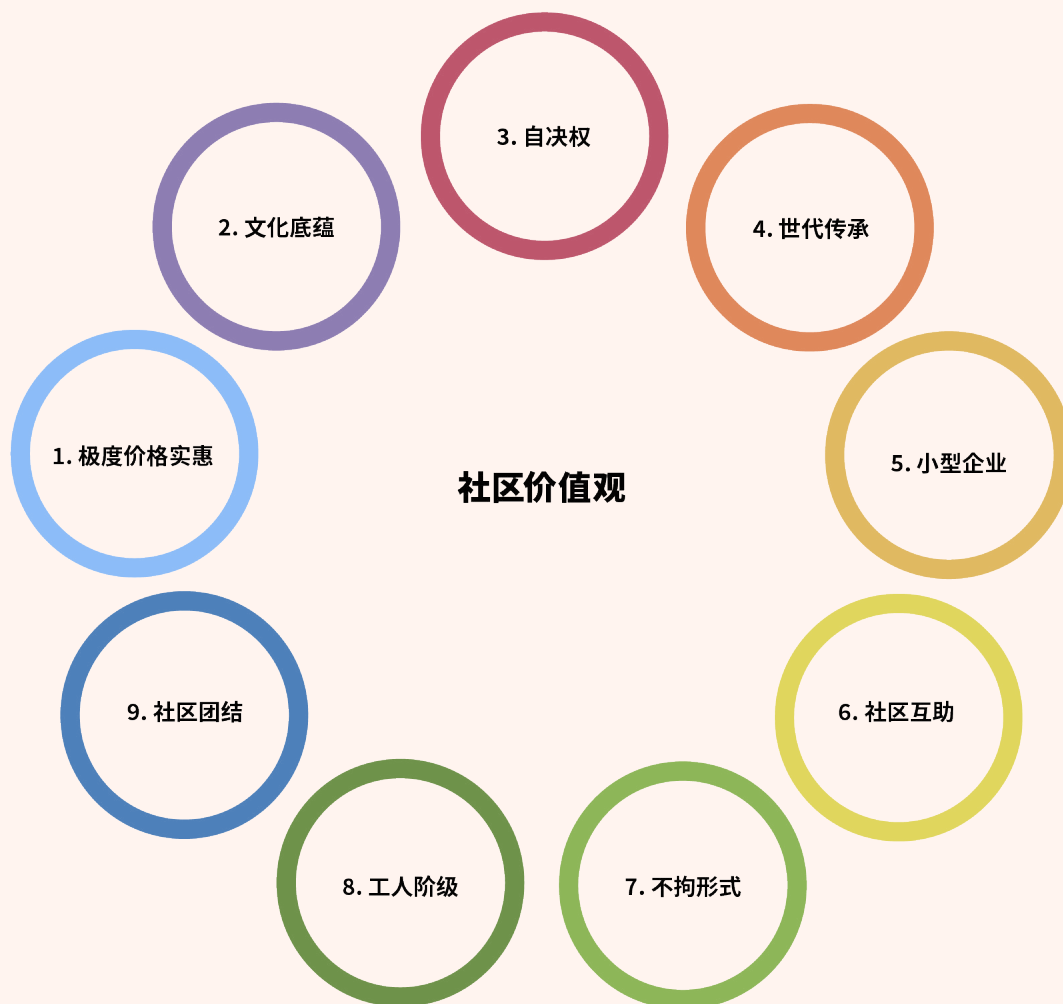 社区价值观
1. 极度价格实惠
2. 文化底蕴
3. 自决权
4. 世代传承
5. 小型企业
6. 社区互助
7. 不拘形式
8. 工人阶级
9. 社区团结